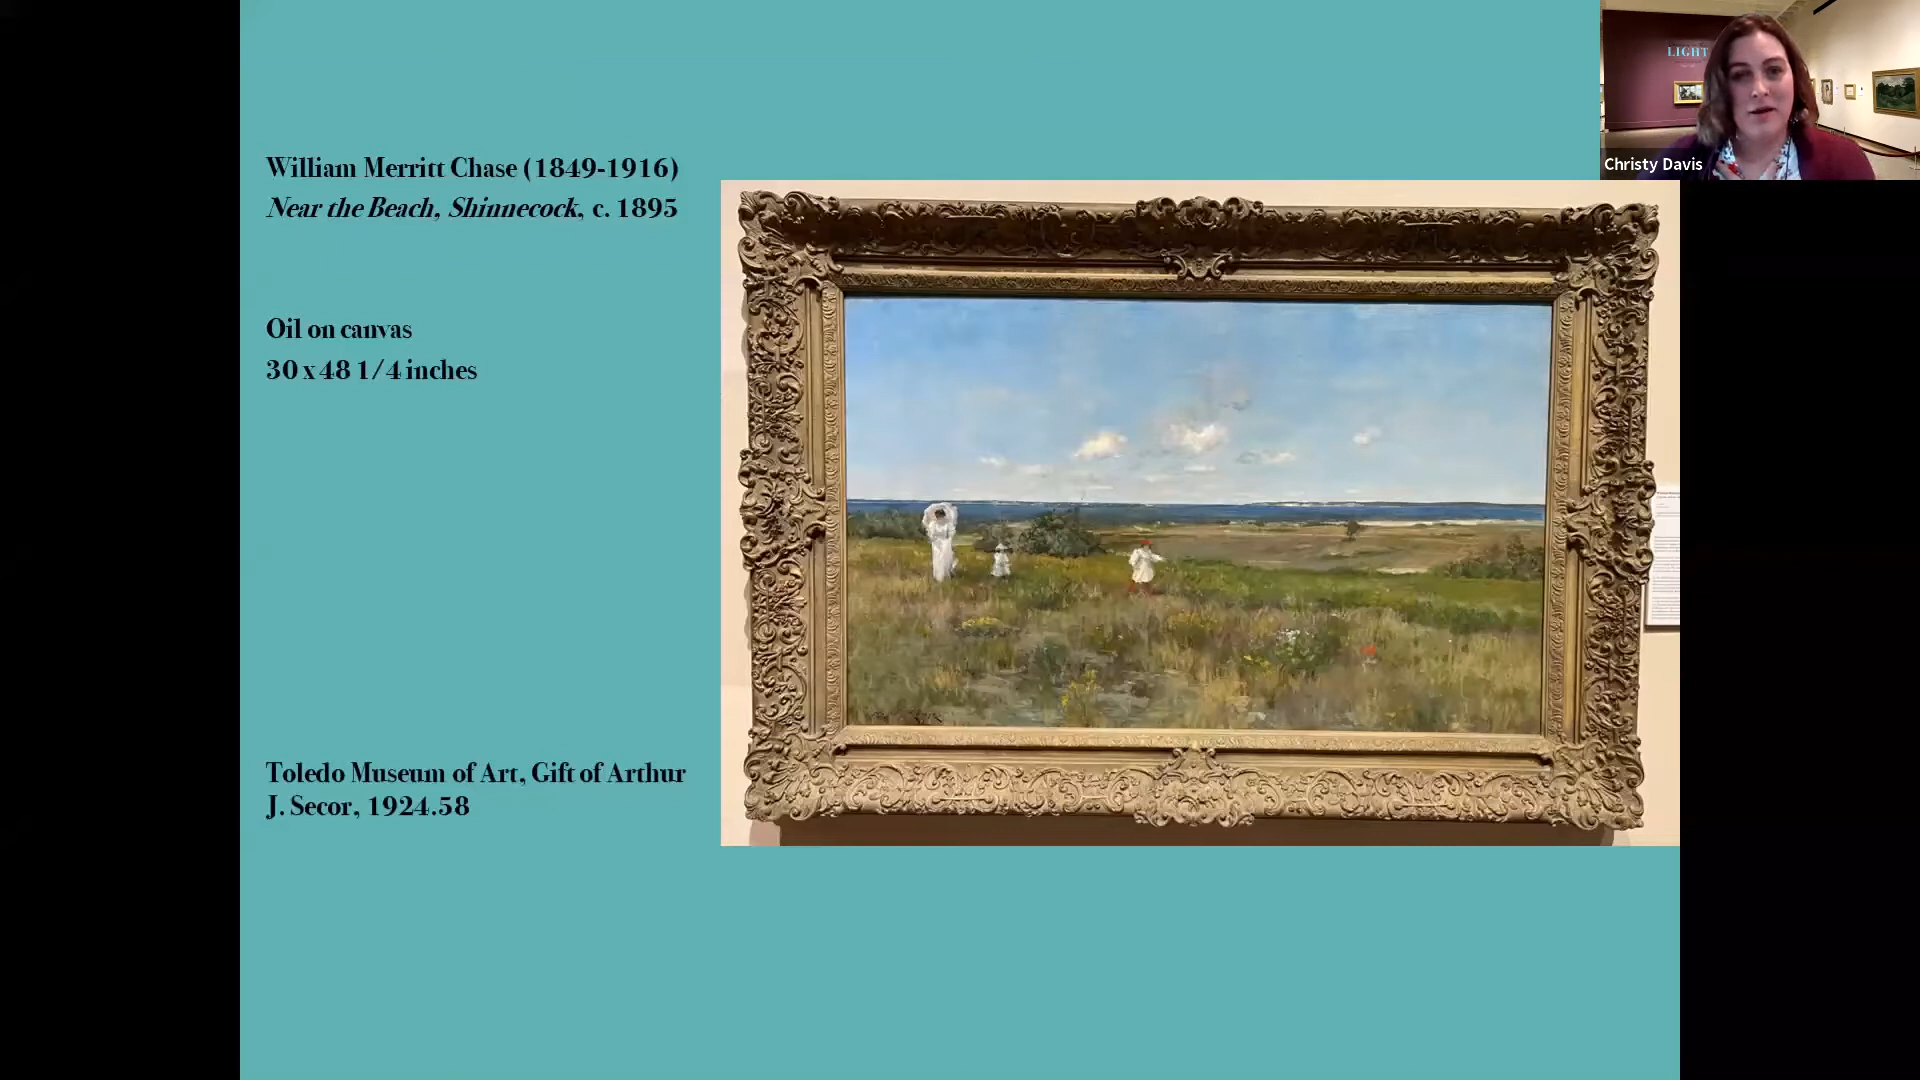 William Merritt Chase (1849-1916)
Near the Beach, Shinnecock, c. 1895
Oil on canvas
30 x 48 1/4 inches
Toledo Museum of Art, Gift of Arthur
J. Secor, 1924.58
LIGHT
Christy Davis